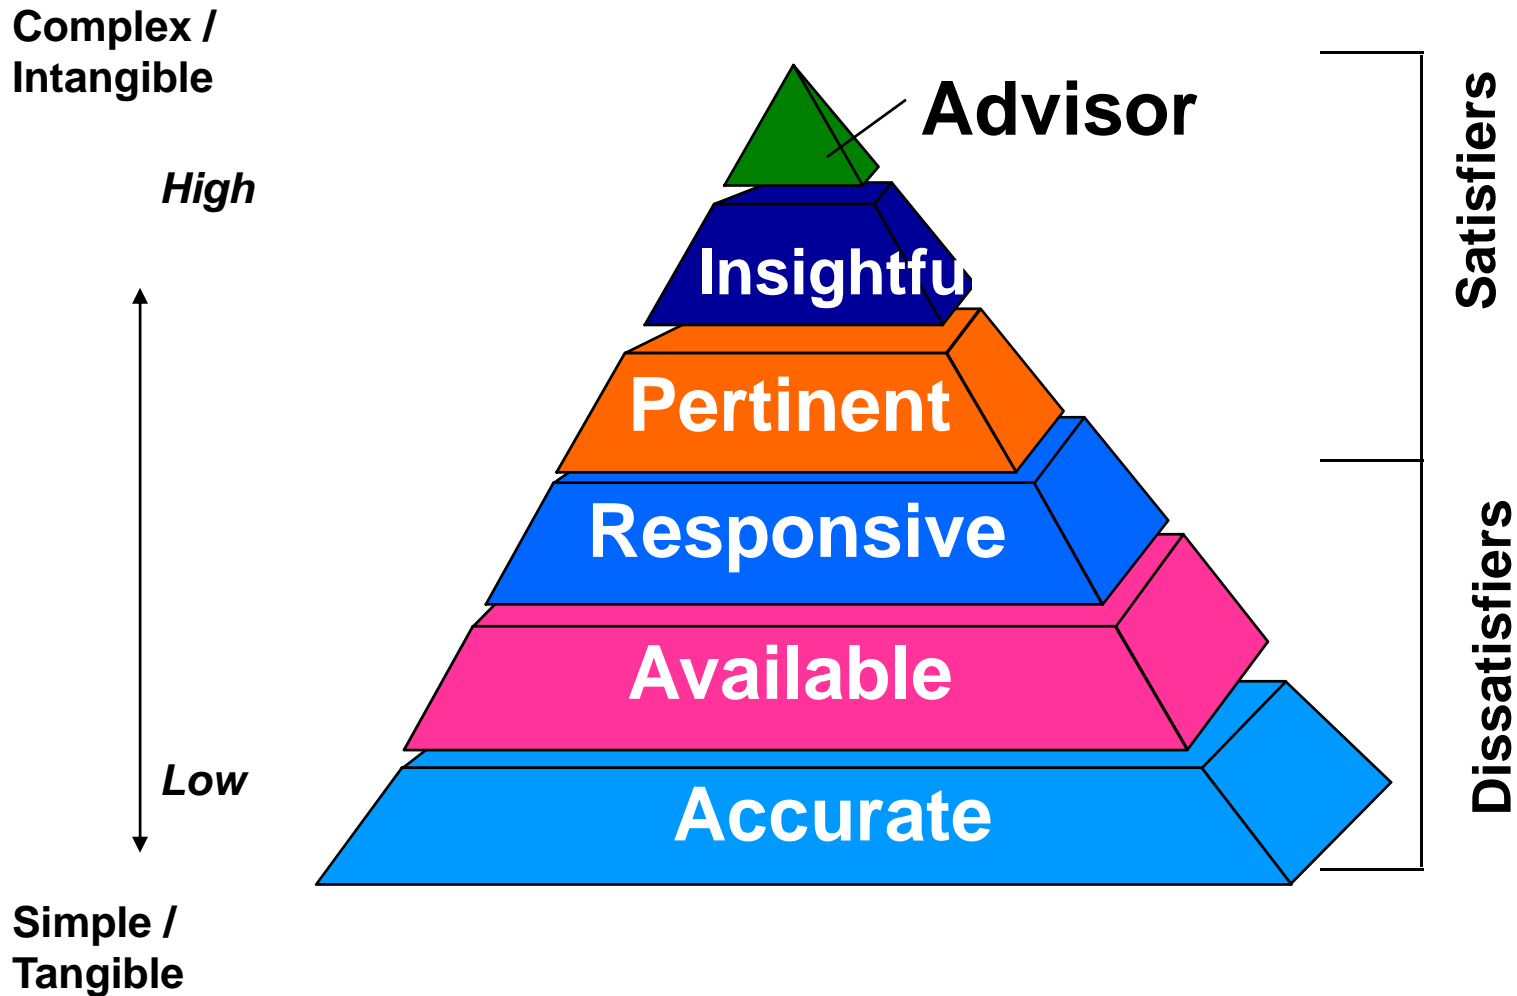 Complex /
Intangible
High
Low
Simple /
Tangible
Advisor
Insightfu
Pertinent
Responsive
Available
Accurate
Satisfiers
Dissatisfiers